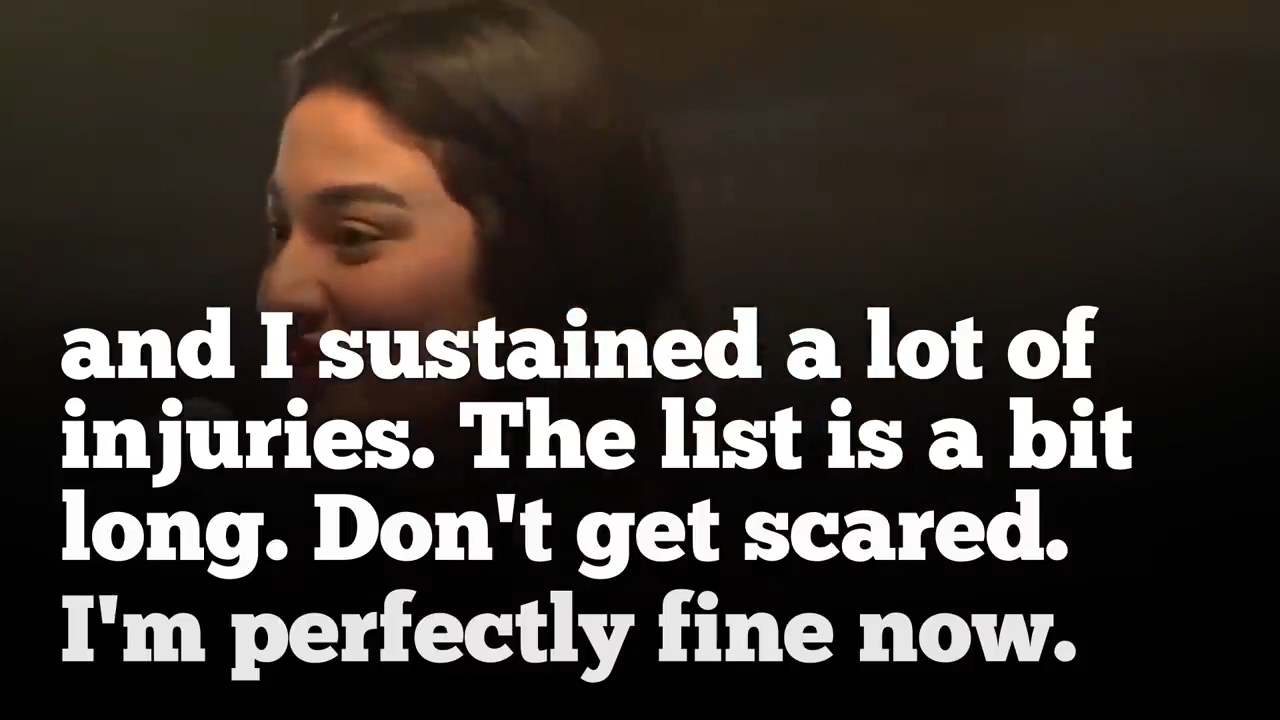 and I sustained a lot of
injuries. The list is a bit
long. Don't get scared.
I'm perfectly fine now.